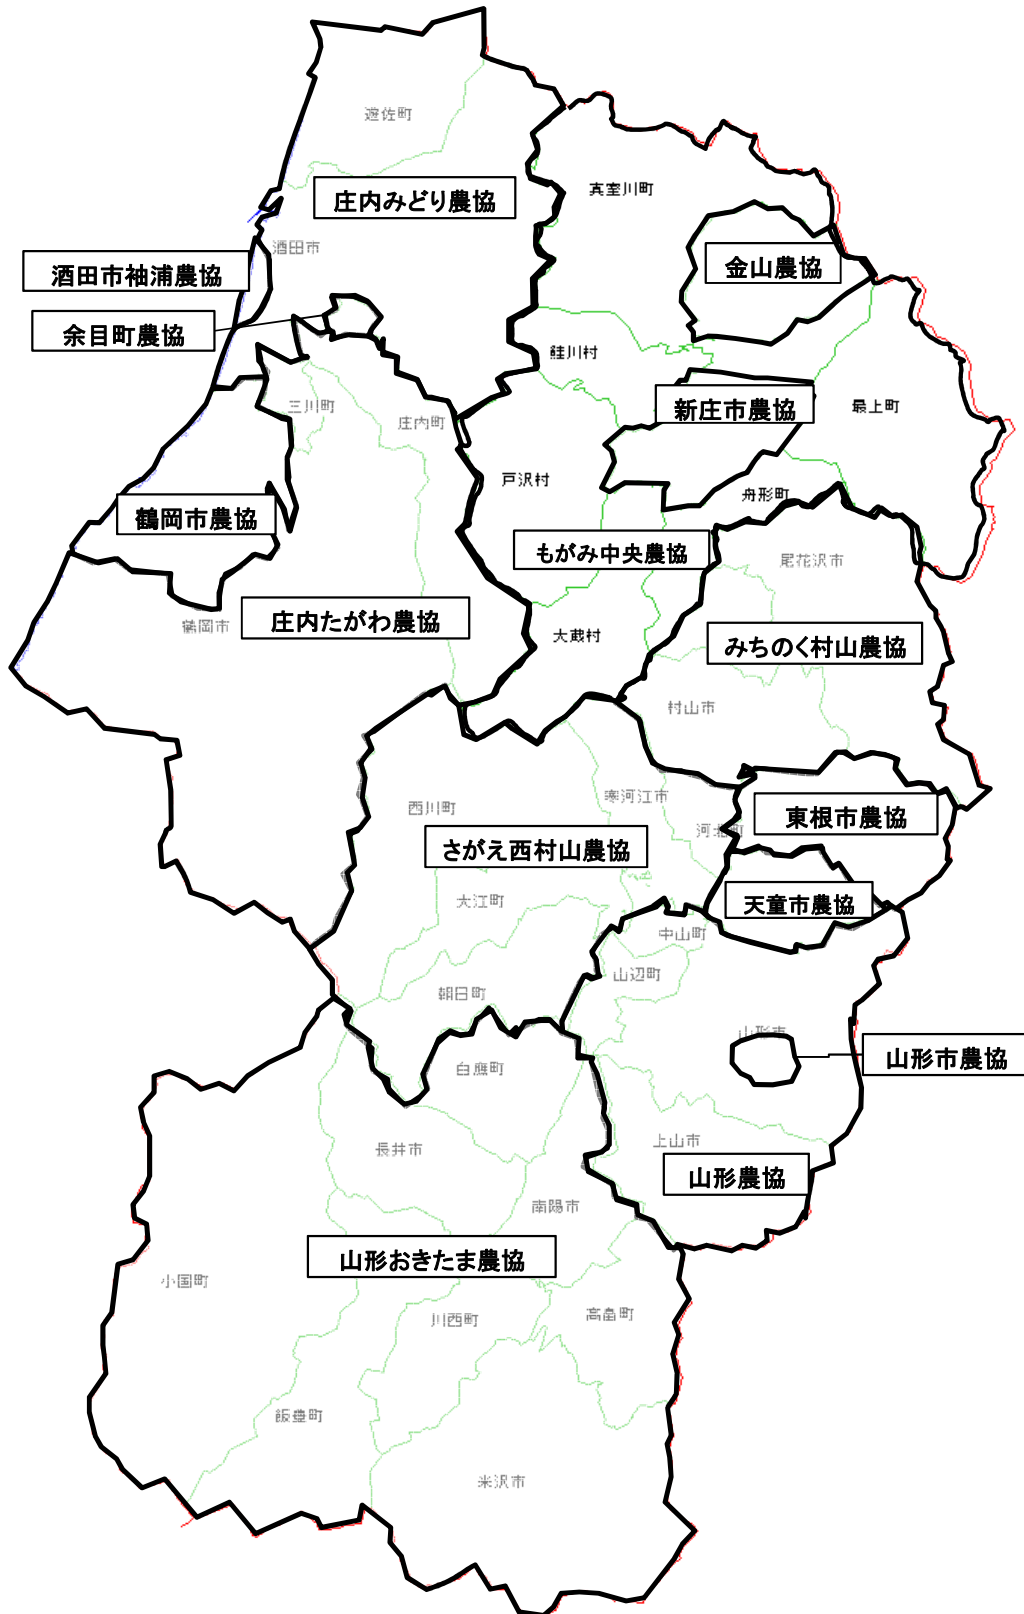 遊佐町
庄内みどり農協
真室川町
酒田市
金山農協
酒田市袖浦農協
余目町農協
鮭川村
新庄市農協
最上町
三川町
庄内町
戸沢村
舟形町
鶴岡市農協
もがみ中央農協
尾花沢市
庄内たがわ農協
鶴岡市
大蔵村
みちのく村山農協
村山市
西川町
寒河江市
東根市農協
河北町
さがえ西村山農協
大江町
天童市農協
中山町
山辺町
朝日町
山形市
山形市農協
白鷹町
長井市
上山市
山形農協
南陽市
山形おきたま農協
小国町
川西町
高畠町
飯豊町
米沢市